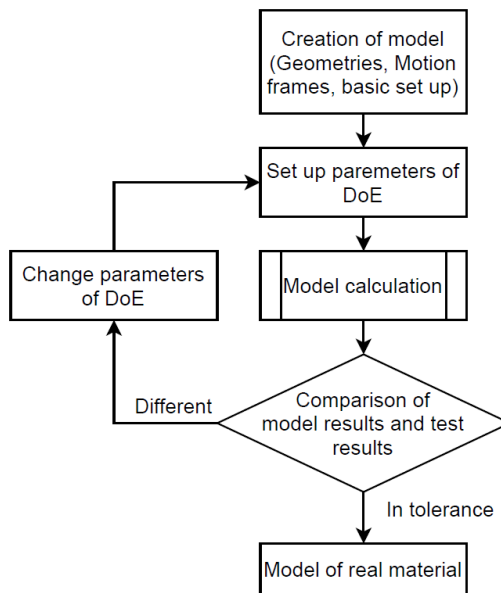 Creation of model
(Geometries, Motion
frames, basic set up)
Set up paremeters of
DoE
Change parameters
of DoE
Model calculation
Comparison of
model results and test
results
Different
In tolerance
Model of real material